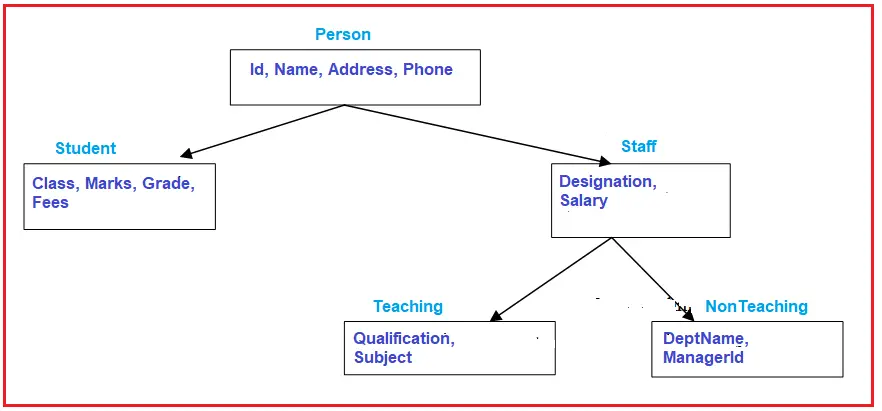 Person
Id, Name, Address, Phone
Student
Staff
Class, Marks, Grade,
Fees
Designation,
Salary
Teaching
NonTeaching
Qualification,
Subject
DeptName,
ManagerId